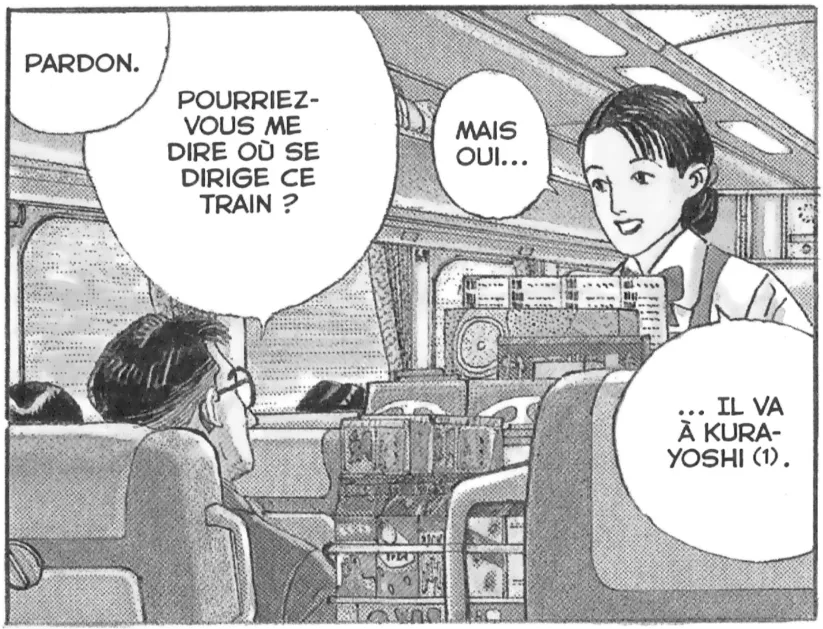 PARDON.
POURRIEZ-
VOUS ME
DIRE OÙ SE
DIRIGE CE
TRAIN ?
MAIS
OUI...
... IL VA
À KURA-
YOSHI (1).